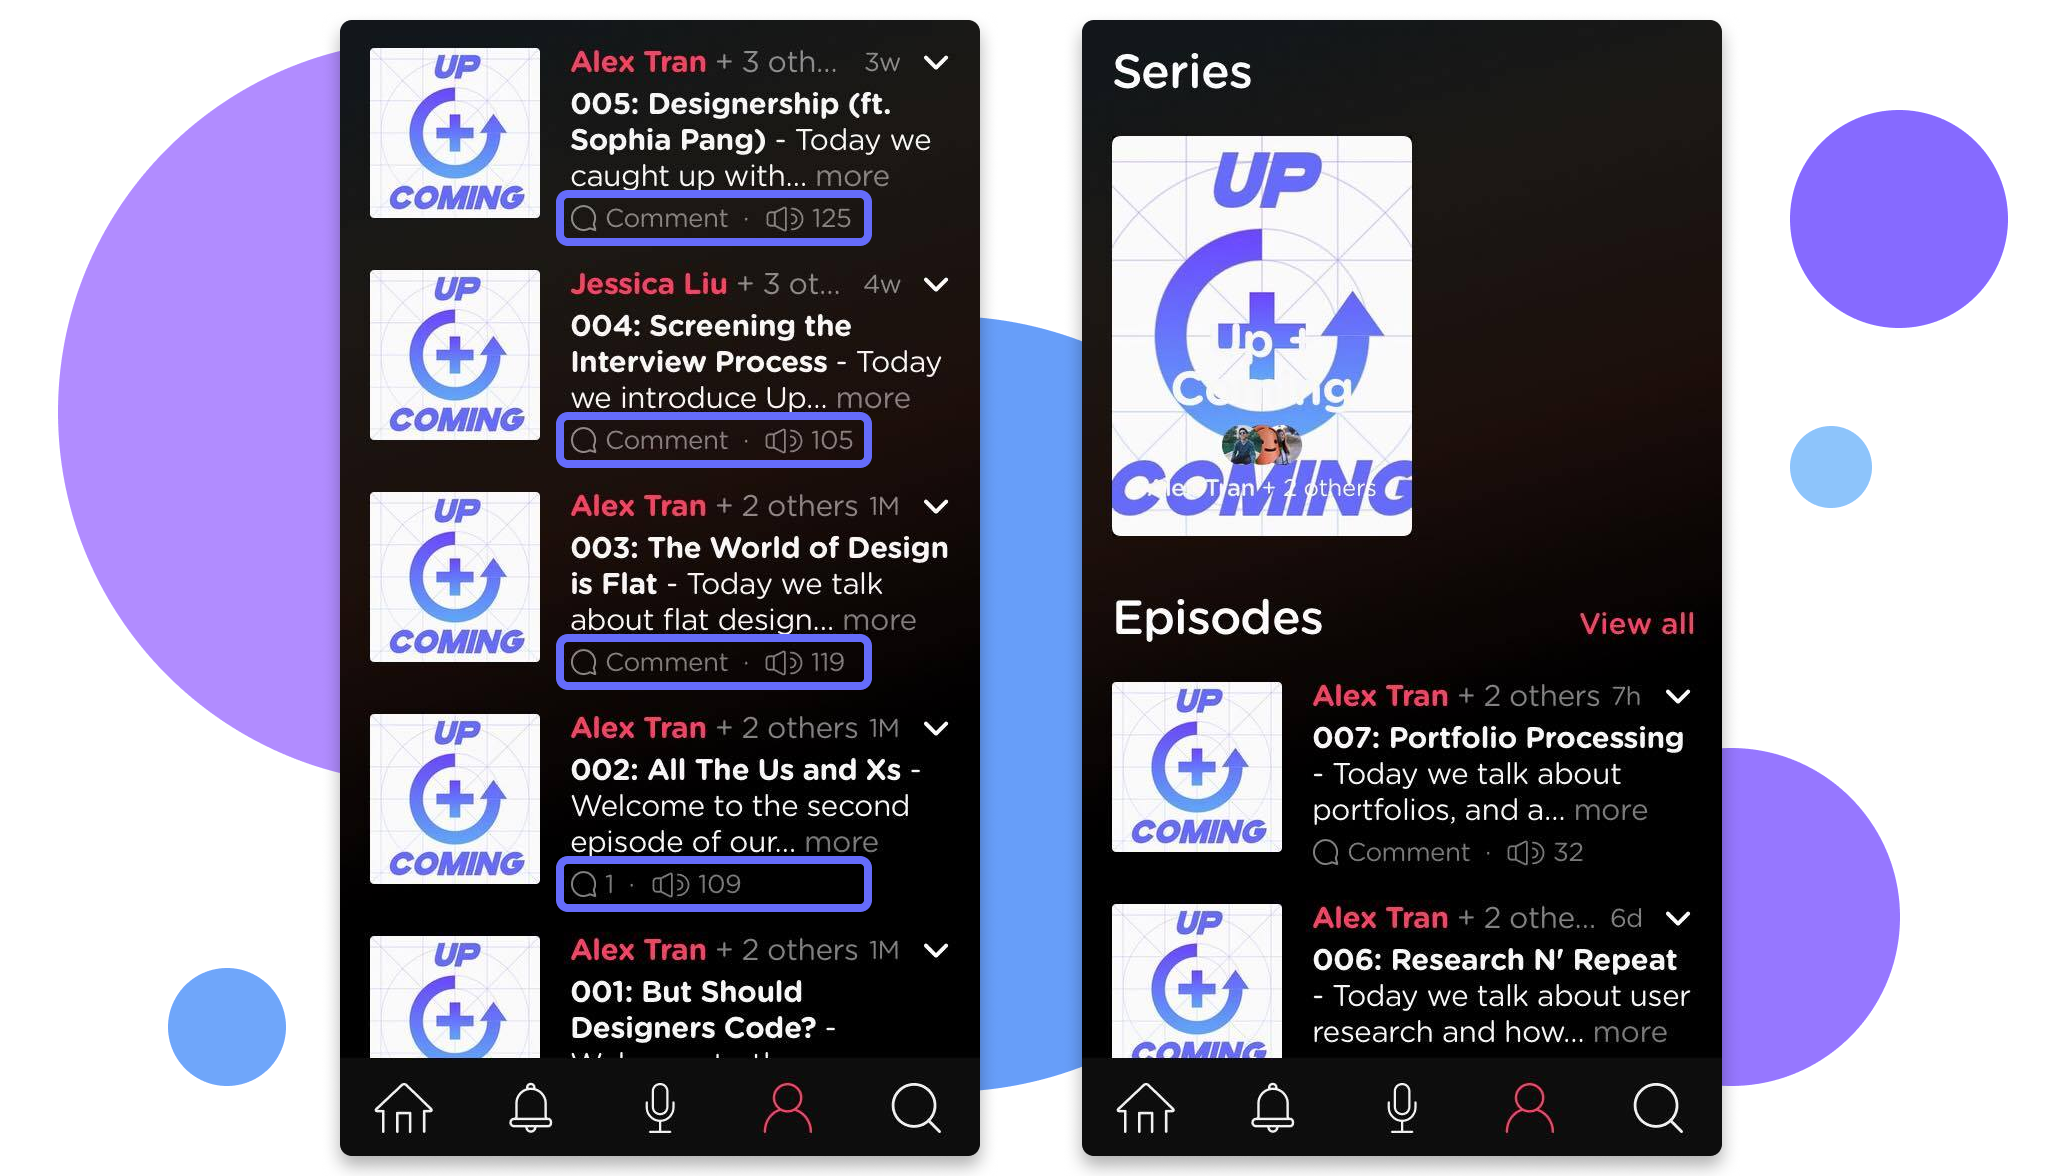 UP
COMING
Alex Tran + 3 oth... 3w
005: Designership (ft.
Sophia Pang) - Today we
caught up with... more
Comment · 125
UP
COMING
Jessica Liu + 3 ot... 4w
004: Screening the
Interview Process - Today
we introduce Up... more
Comment · 105
UP
COMING
Alex Tran + 2 others 1M
003: The World of Design
is Flat - Today we talk
about flat design... more
Comment · 119
UP
COMING
Alex Tran + 2 others 1M
002: All The Us and Xs -
Welcome to the second
episode of our... more
1 · 109
UP
Alex Tran + 2 others 1M
001: But Should
Designers Code? -
Series
UP
Up +
Coming
COMING
Alex Tran + 2 others
Episodes
View all
UP
COMING
Alex Tran + 2 others 7h
007: Portfolio Processing
- Today we talk about
portfolios, and a... more
Comment · 32
UP
COMING
Alex Tran + 2 othe... 6d
006: Research N' Repeat
- Today we talk about user
research and how... more